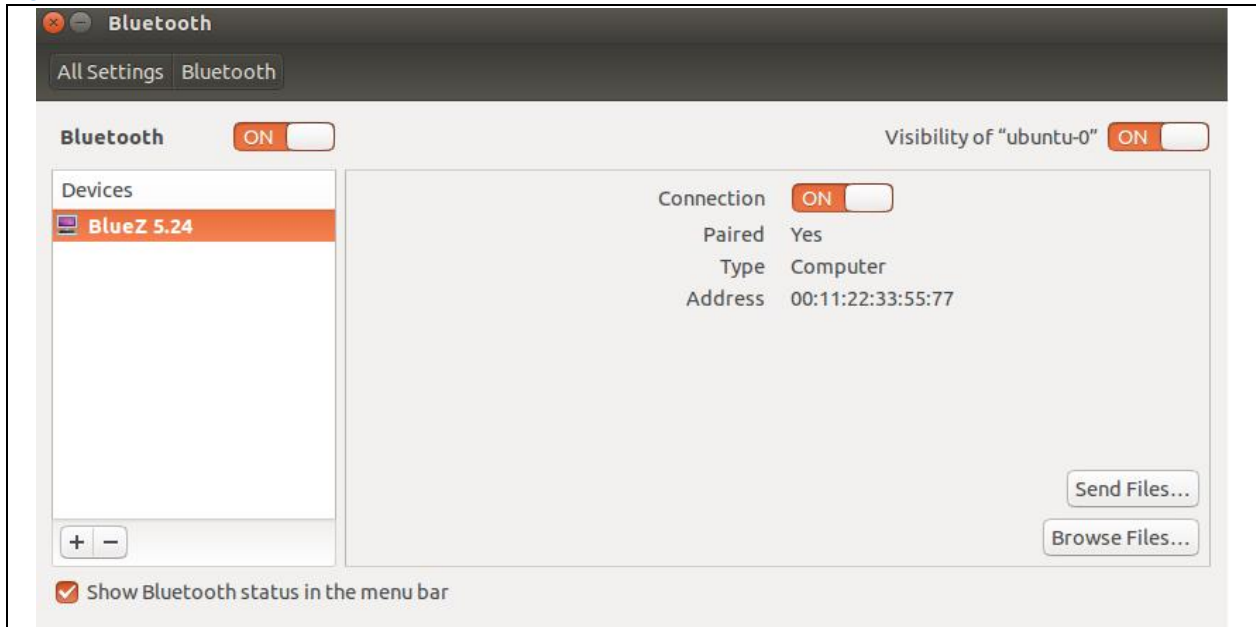 Bluetooth
All Settings Bluetooth
Bluetooth ON
Visibility of “ubuntu-0” ON
Devices
BlueZ 5.24
Connection ON
Paired Yes
Type Computer
Address 00:11:22:33:55:77
Send Files...
Browse Files...
+ −
Show Bluetooth status in the menu bar